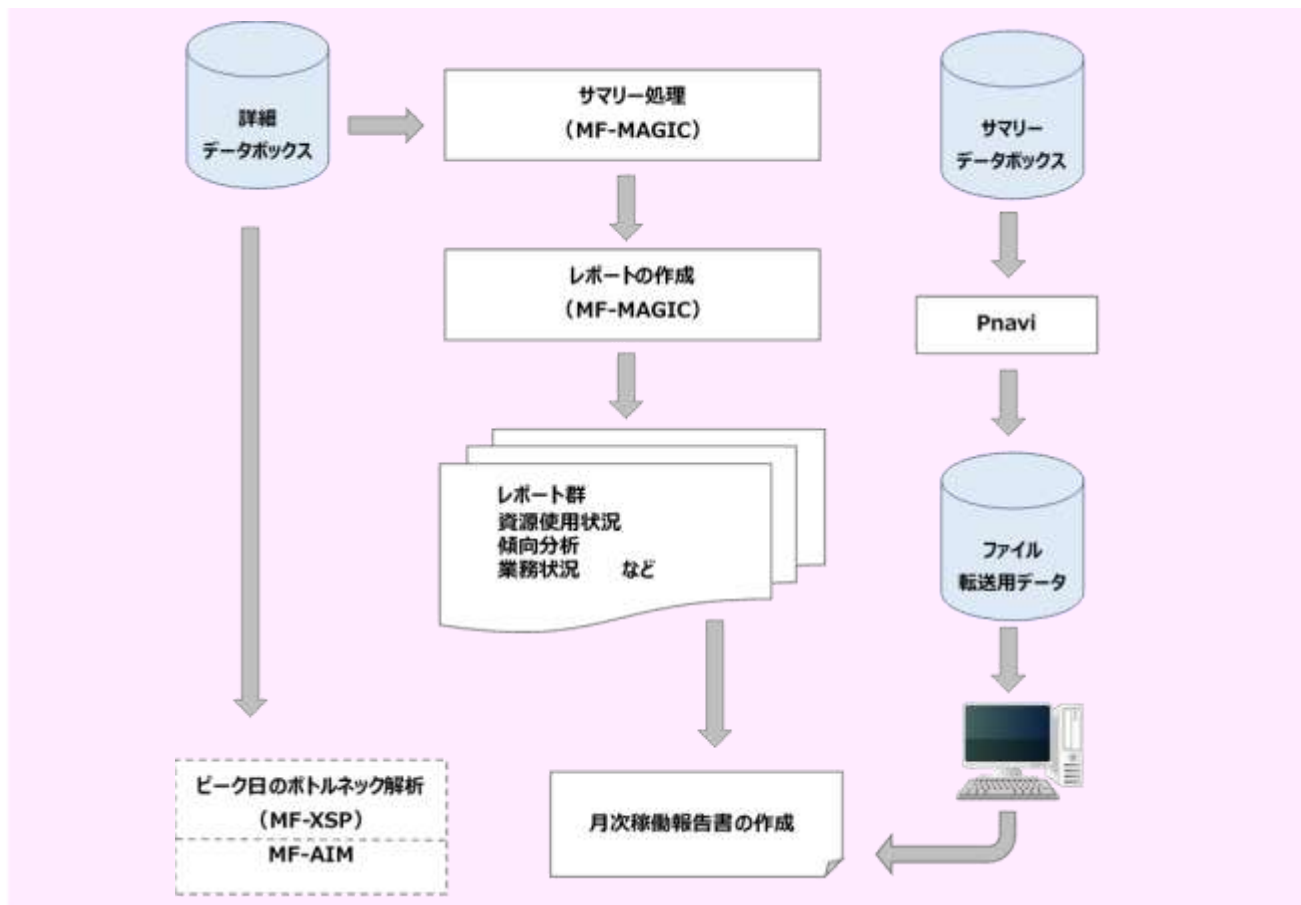 詳細
データボックス
サマリー処理
（MF-MAGIC）
サマリー
データボックス
レポートの作成
（MF-MAGIC）
Pnavi
レポート群
資源使用状況
傾向分析
業務状況　　など
ファイル
転送用データ
ピーク日のボトルネック解析
（MF-XSP）
MF-AIM
月次稼働報告書の作成